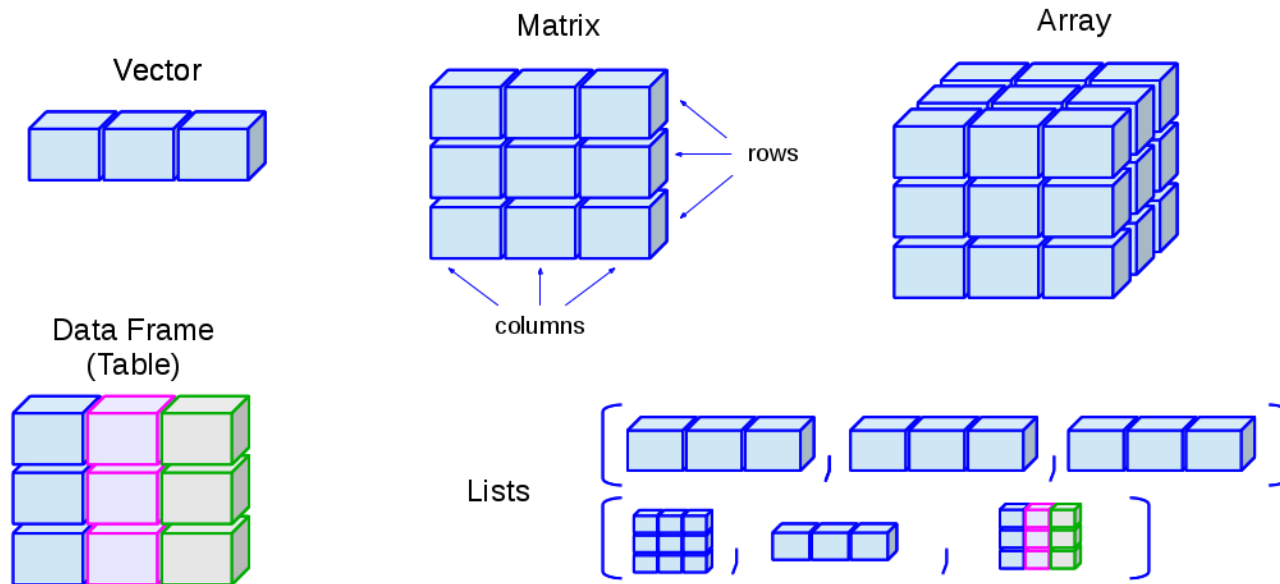 Vector
Matrix
Array
rows
columns
Data Frame
(Table)
Lists